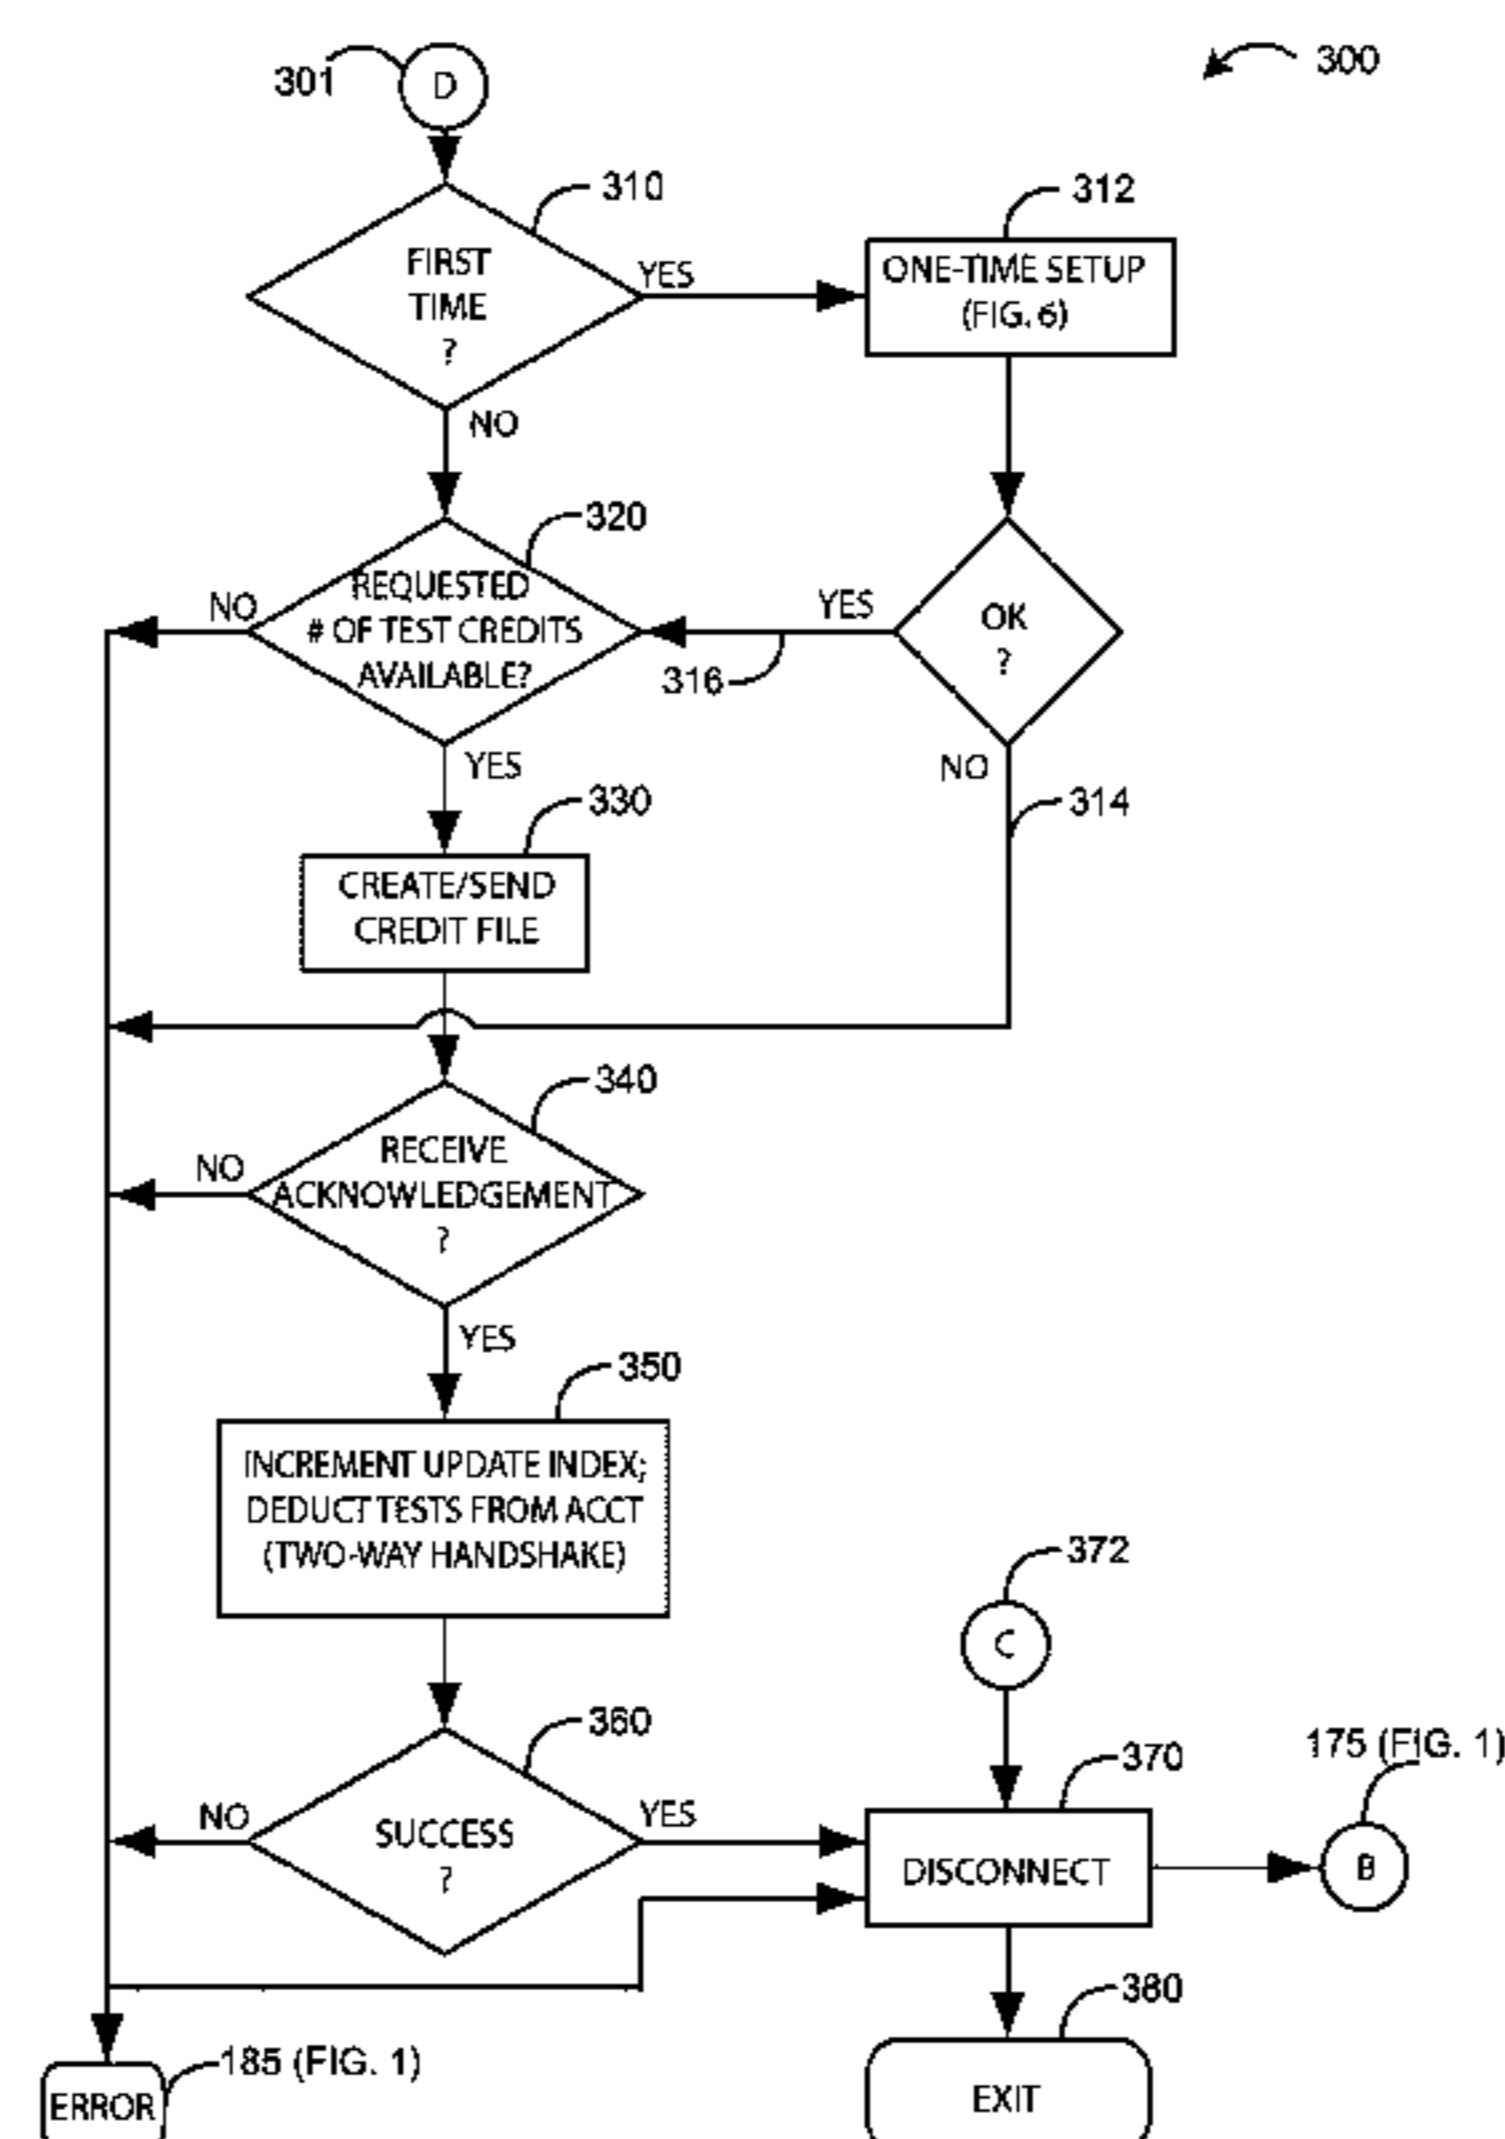 301
D
300
310
312
FIRST
TIME
?
YES
ONE-TIME SETUP
(FIG. 6)
NO
320
REQUESTED
# OF TEST CREDITS
AVAILABLE?
NO
YES
316
OK
?
YES
NO
314
330
CREATE/SEND
CREDIT FILE
340
RECEIVE
ACKNOWLEDGEMENT
?
NO
YES
350
INCREMENT UPDATE INDEX;
DEDUCT TESTS FROM ACCT
(TWO-WAY HANDSHAKE)
372
C
360
SUCCESS
?
NO
YES
370
DISCONNECT
175 (FIG. 1)
B
380
185 (FIG. 1)
ERROR
EXIT